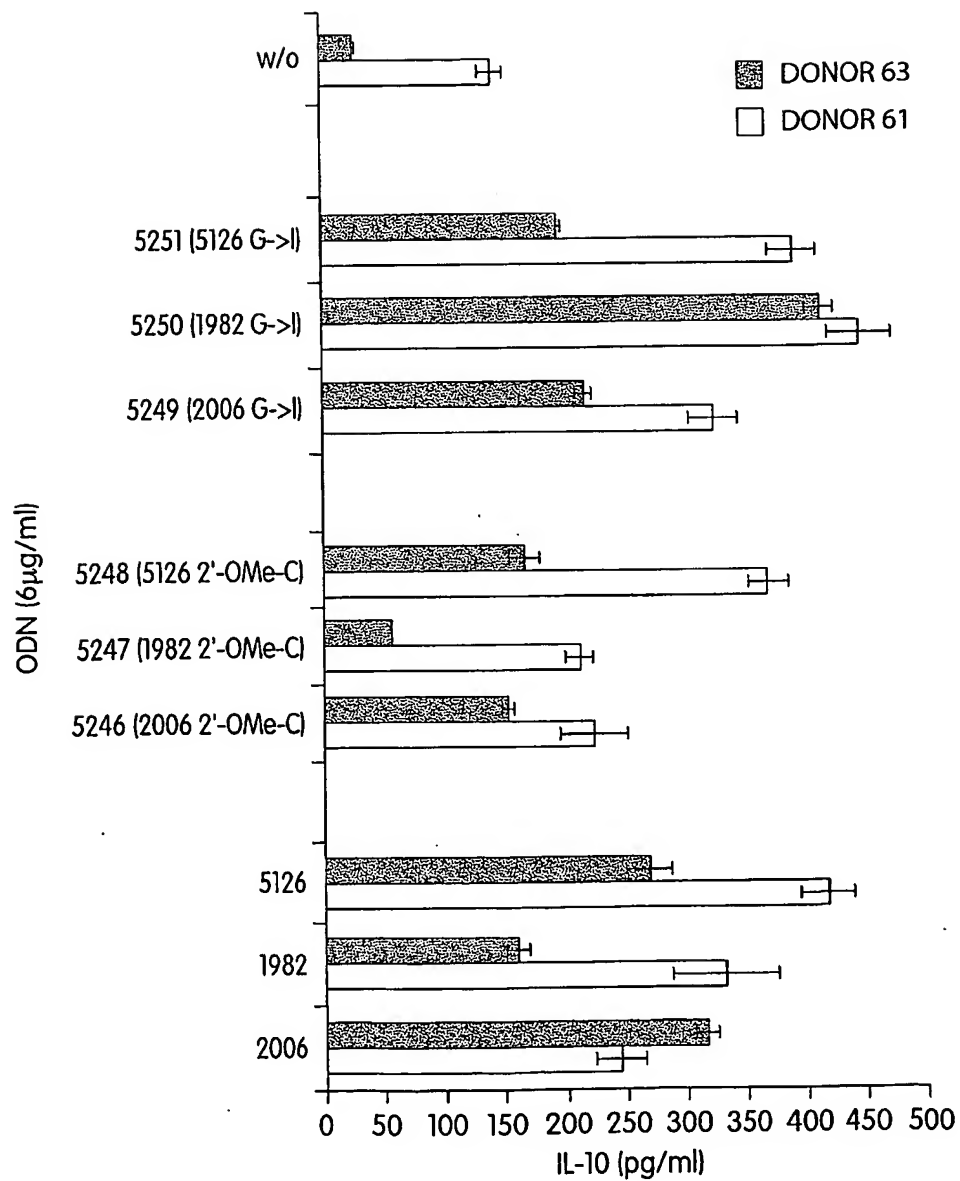 w/o
DONOR 63
DONOR 61
5251 (5126 G->I)
5250 (1982 G->I)
5249 (2006 G->I)
5248 (5126 2'-OMe-C)
5247 (1982 2'-OMe-C)
5246 (2006 2'-OMe-C)
5126
1982
2006
ODN (6µg/ml)
0 50 100 150 200 250 300 350 400 450 500
IL-10 (pg/ml)